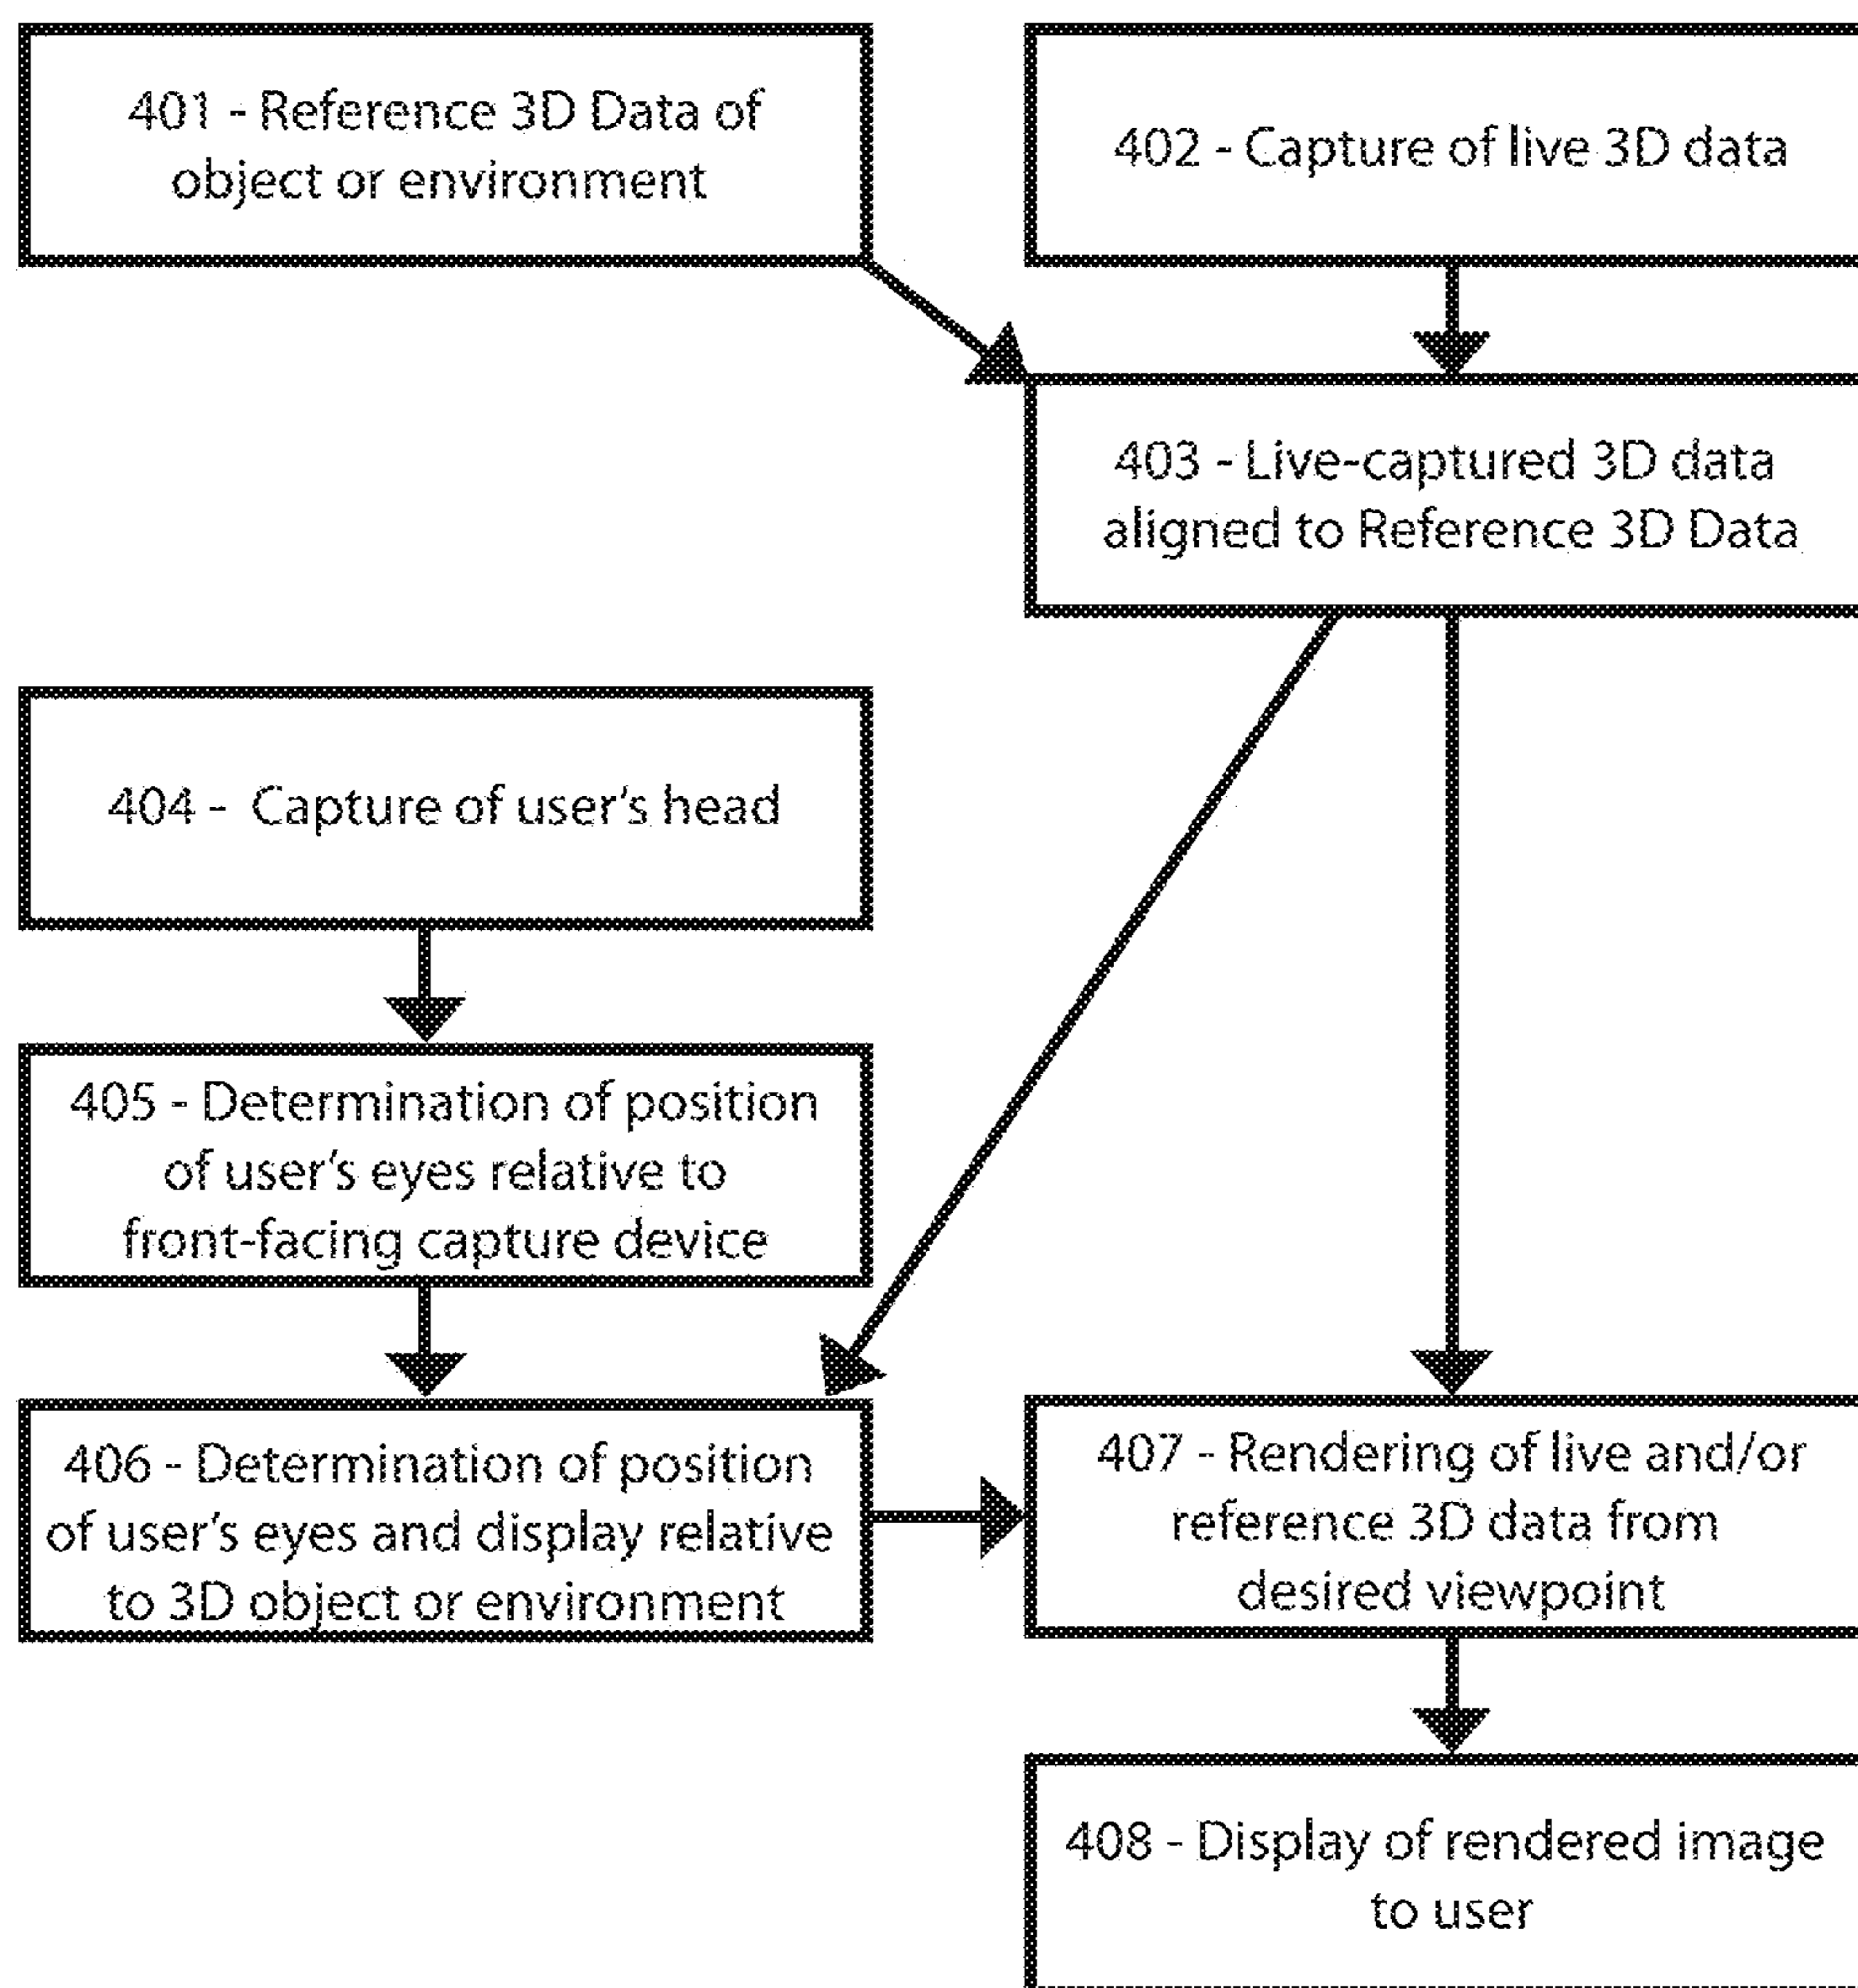 401 - Reference 3D Data of
object or environment
402 - Capture of live 3D data
403 - Live-captured 3D data
aligned to Reference 3D Data
404 - Capture of user's head
405 - Determination of position
of user's eyes relative to
front-facing capture device
406 - Determination of position
of user's eyes and display relative
to 3D object or environment
407 - Rendering of live and/or
reference 3D data from
desired viewpoint
408 - Display of rendered image
to user